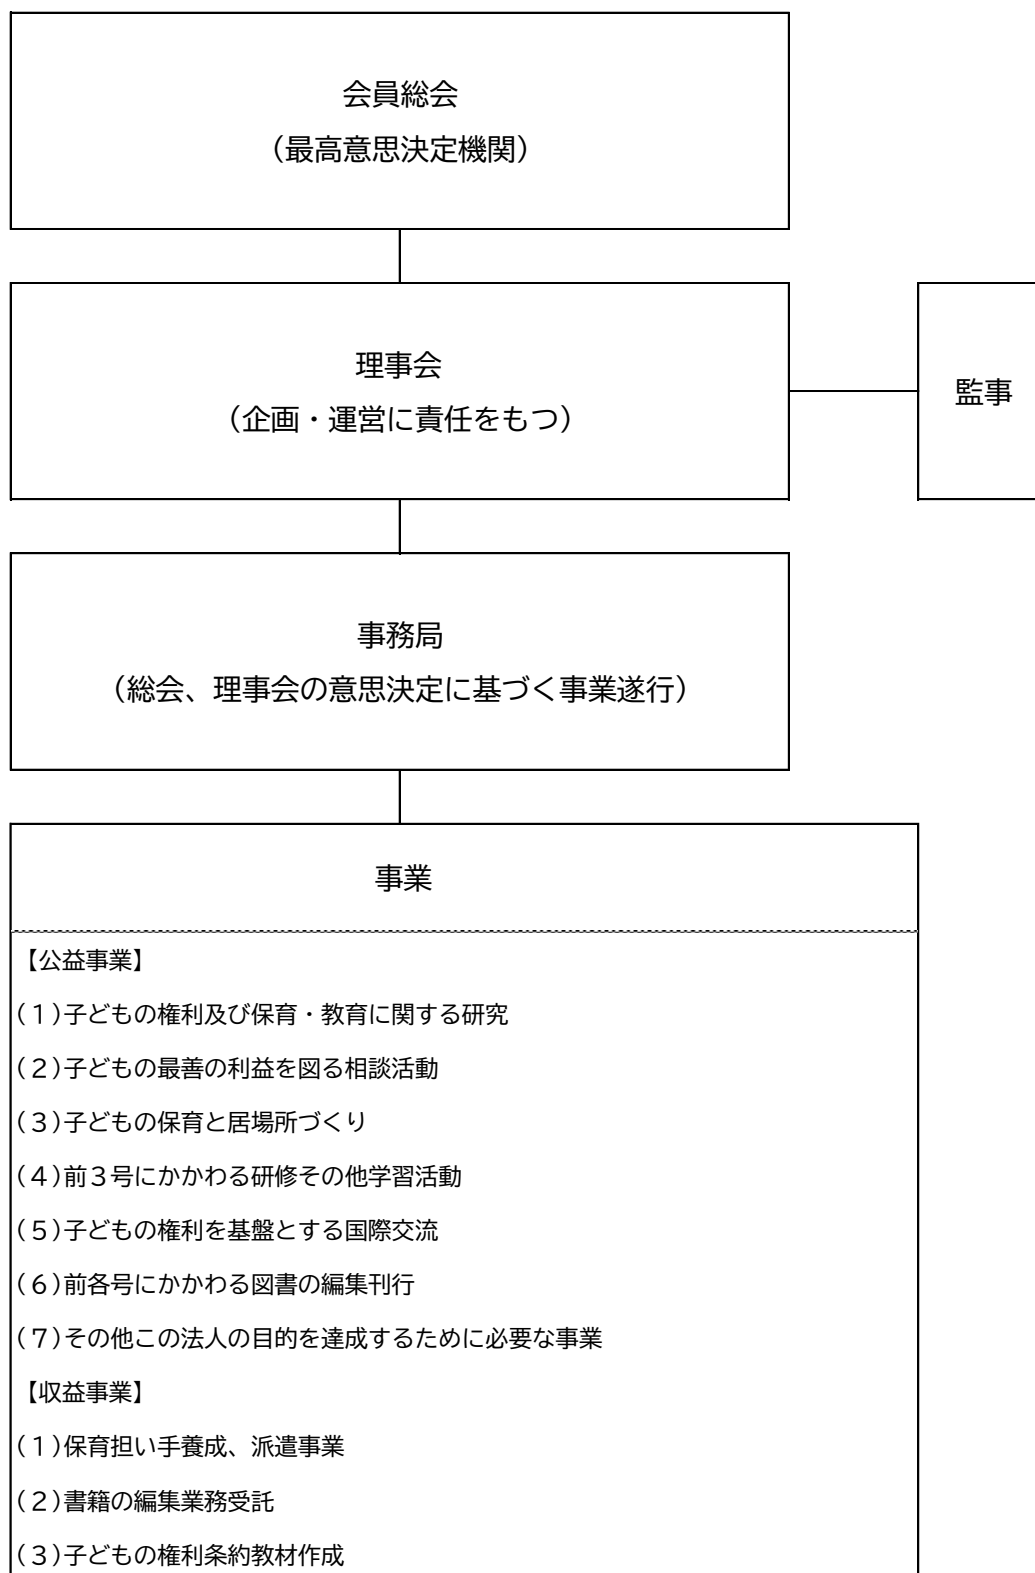 会員総会
（最高意思決定機関）
理事会
（企画・運営に責任をもつ）
監事
事務局
（総会、理事会の意思決定に基づく事業遂行）
事業
【公益事業】
（１）子どもの権利及び保育・教育に関する研究
（２）子どもの最善の利益を図る相談活動
（３）子どもの保育と居場所づくり
（４）前３号にかかわる研修その他学習活動
（５）子どもの権利を基盤とする国際交流
（６）前各号にかかわる図書の編集刊行
（７）その他この法人の目的を達成するために必要な事業
【収益事業】
（１）保育担い手養成、派遣事業
（２）書籍の編集業務受託
（３）子どもの権利条約教材作成